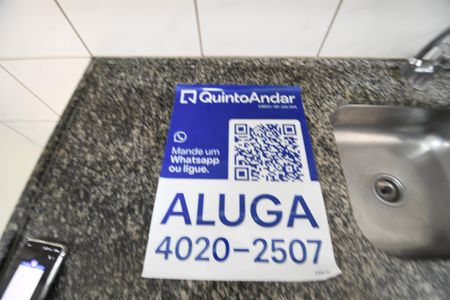 QuintoAndar
Mande um
Whatsapp
ou ligue.
ALUGA
4020-2507